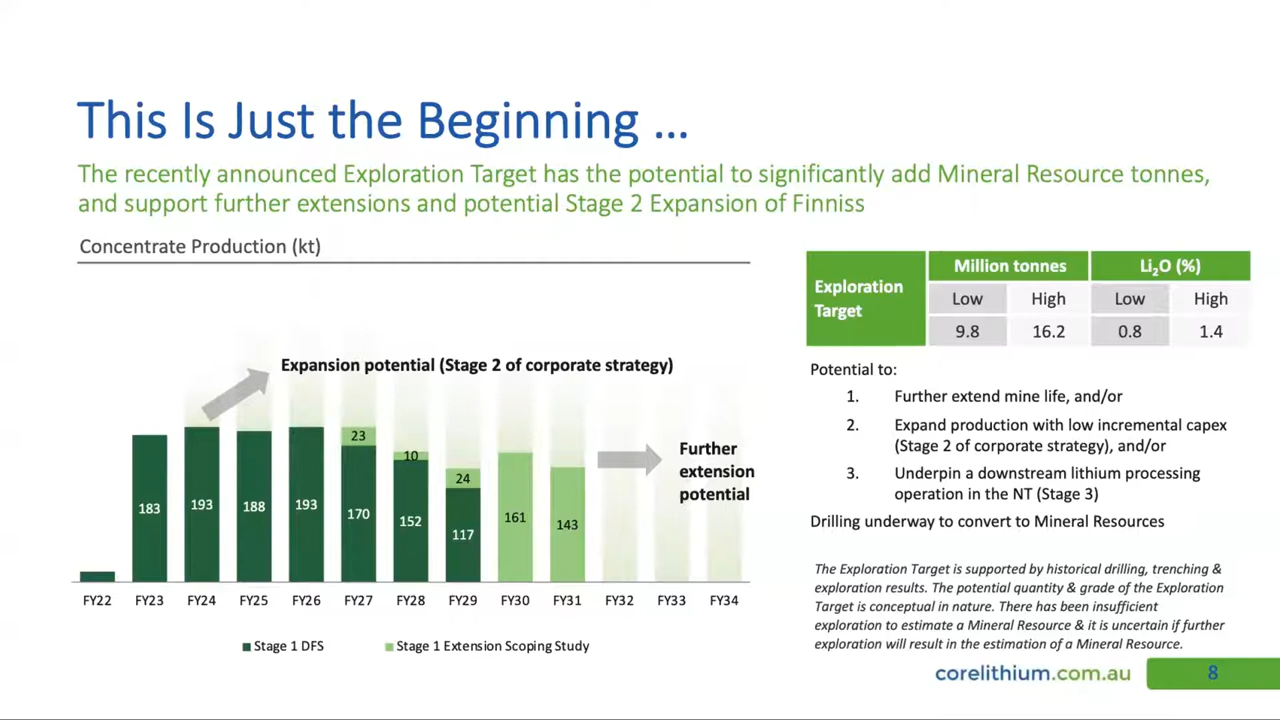 This Is Just the Beginning ...
The recently announced Exploration Target has the potential to significantly add Mineral Resource tonnes,
and support further extensions and potential Stage 2 Expansion of Finniss
Concentrate Production (kt)
Expansion potential (Stage 2 of corporate strategy)
Further
extension
potential
23
10
24
183
193
188
193
170
152
117
161
143
FY22 FY23 FY24 FY25 FY26 FY27 FY28 FY29 FY30 FY31 FY32 FY33 FY34
Stage 1 DFS Stage 1 Extension Scoping Study
Exploration
Target
Million tonnes Li₂O (%)
Low High Low High
9.8 16.2 0.8 1.4
Potential to:
1. Further extend mine life, and/or
2. Expand production with low incremental capex
(Stage 2 of corporate strategy), and/or
3. Underpin a downstream lithium processing
operation in the NT (Stage 3)
Drilling underway to convert to Mineral Resources
The Exploration Target is supported by historical drilling, trenching &
exploration results. The potential quantity & grade of the Exploration
Target is conceptual in nature. There has been insufficient
exploration to estimate a Mineral Resource & it is uncertain if further
exploration will result in the estimation of a Mineral Resource.
corelithium.com.au 8